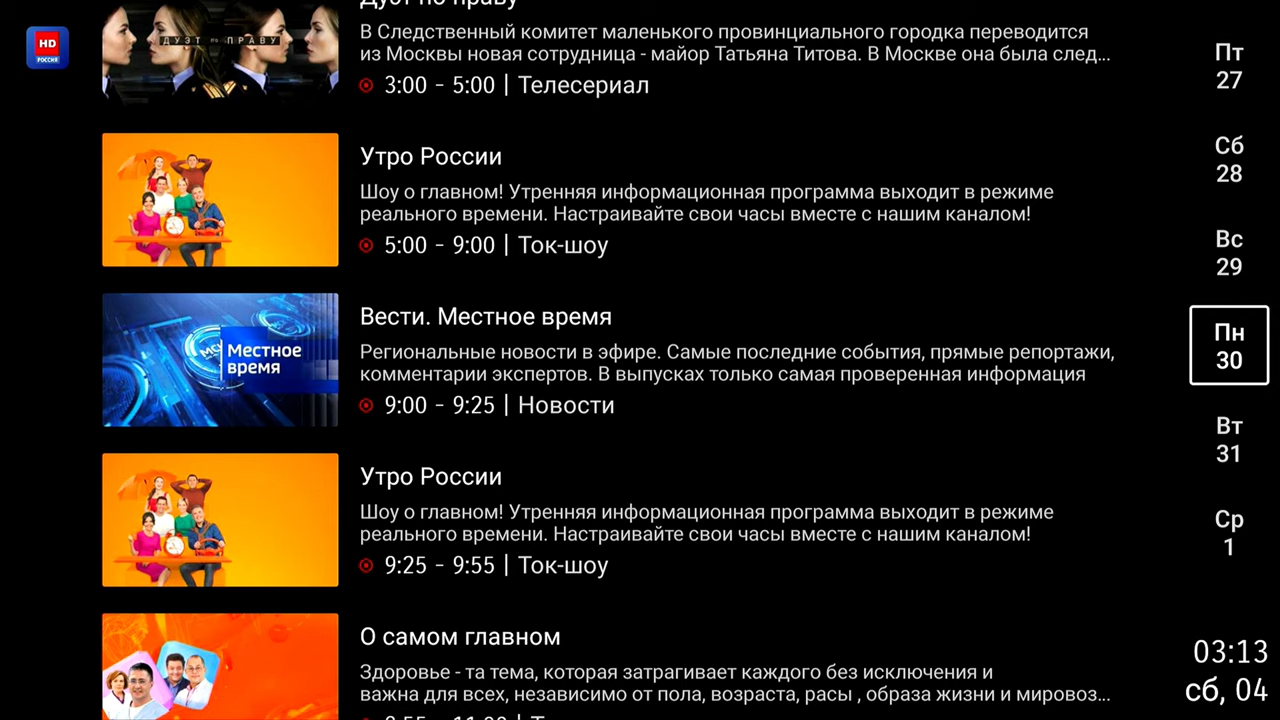 HD
РОССИЯ
ДУЭТ по ПРАВУ
Дуэт по праву
В Следственный комитет маленького провинциального городка переводится
из Москвы новая сотрудница - майор Татьяна Титова. В Москве она была след...
3:00 - 5:00 | Телесериал
Утро России
Шоу о главном! Утренняя информационная программа выходит в режиме
реального времени. Настраивайте свои часы вместе с нашим каналом!
5:00 - 9:00 | Ток-шоу
Местное
время
Вести. Местное время
Региональные новости в эфире. Самые последние события, прямые репортажи,
комментарии экспертов. В выпусках только самая проверенная информация
9:00 - 9:25 | Новости
Утро России
Шоу о главном! Утренняя информационная программа выходит в режиме
реального времени. Настраивайте свои часы вместе с нашим каналом!
9:25 - 9:55 | Ток-шоу
О самом главном
Здоровье - та тема, которая затрагивает каждого без исключения и
важна для всех, независимо от пола, возраста, расы , образа жизни и мировоз...
Пт
27
Сб
28
Вс
29
Пн
30
Вт
31
Ср
1
03:13
сб, 04